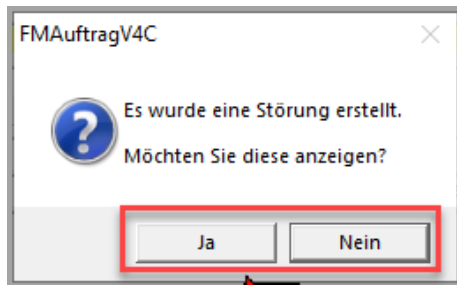 FMAuftragV4C
Es wurde eine Störung erstellt.
Möchten Sie diese anzeigen?
Ja Nein